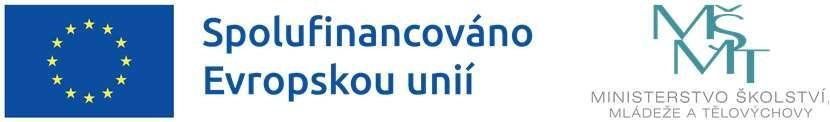 Spolufinancováno
Evropskou unií
MŠMT
MINISTERSTVO ŠKOLSTVÍ,
MLÁDEŽE A TĚLOVÝCHOVY